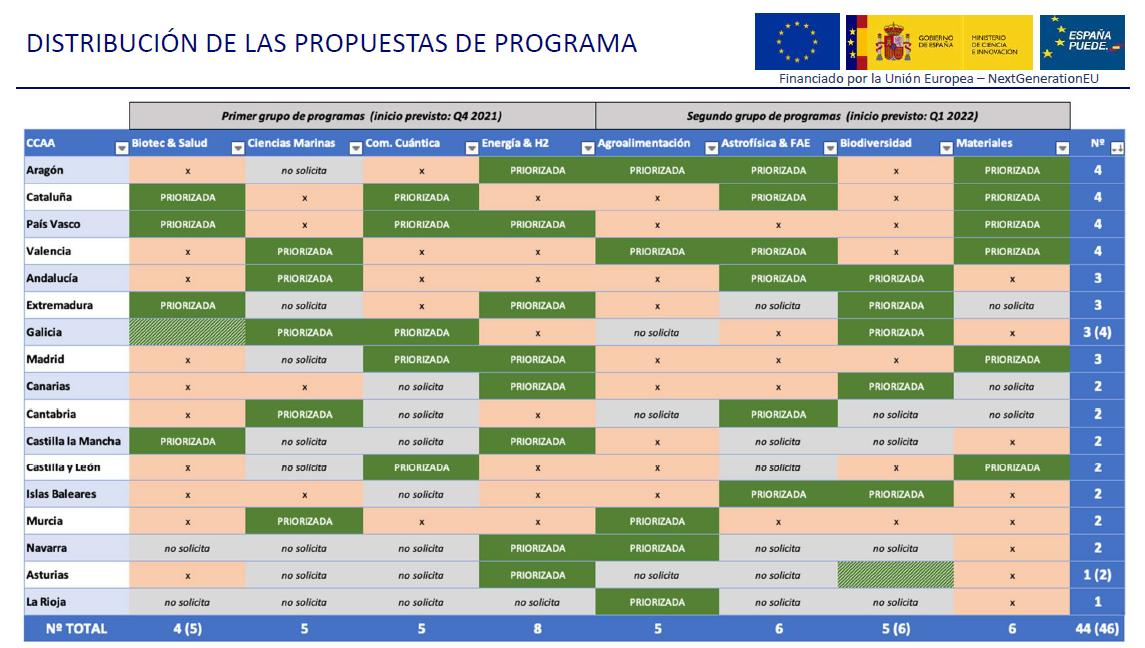 DISTRIBUCIÓN DE LAS PROPUESTAS DE PROGRAMA
GOBIERNO DE ESPAÑA
MINISTERIO DE CIENCIA E INNOVACIÓN
ESPAÑA PUEDE.
Financiado por la Unión Europea – NextGenerationEU
Primer grupo de programas (inicio previsto: Q4 2021) Segundo grupo de programas (inicio previsto: Q1 2022)
CCAA Biotec & Salud Ciencias Marinas Com. Cuántica Energía & H2 Agroalimentación Astrofísica & FAE Biodiversidad Materiales Nº
Aragón x no solicita x PRIORIZADA PRIORIZADA PRIORIZADA x PRIORIZADA 4
Cataluña PRIORIZADA x PRIORIZADA x x PRIORIZADA x PRIORIZADA 4
País Vasco PRIORIZADA x PRIORIZADA PRIORIZADA x x x PRIORIZADA 4
Valencia x PRIORIZADA x x PRIORIZADA PRIORIZADA x PRIORIZADA 4
Andalucía x PRIORIZADA x x x PRIORIZADA PRIORIZADA x 3
Extremadura PRIORIZADA no solicita x PRIORIZADA x no solicita PRIORIZADA no solicita 3
Galicia PRIORIZADA PRIORIZADA x no solicita x PRIORIZADA x 3 (4)
Madrid x no solicita PRIORIZADA PRIORIZADA x x x PRIORIZADA 3
Canarias x x no solicita PRIORIZADA x x PRIORIZADA no solicita 2
Cantabria x PRIORIZADA no solicita x no solicita PRIORIZADA no solicita no solicita 2
Castilla la Mancha PRIORIZADA no solicita no solicita PRIORIZADA x no solicita no solicita x 2
Castilla y León x no solicita PRIORIZADA x x no solicita x PRIORIZADA 2
Islas Baleares x x no solicita x x PRIORIZADA PRIORIZADA x 2
Murcia x PRIORIZADA x x PRIORIZADA x x x 2
Navarra no solicita no solicita no solicita PRIORIZADA PRIORIZADA no solicita no solicita x 2
Asturias x no solicita no solicita PRIORIZADA no solicita no solicita x 1 (2)
La Rioja no solicita no solicita no solicita no solicita PRIORIZADA no solicita no solicita x 1
Nº TOTAL 4 (5) 5 5 8 5 6 5 (6) 6 44 (46)